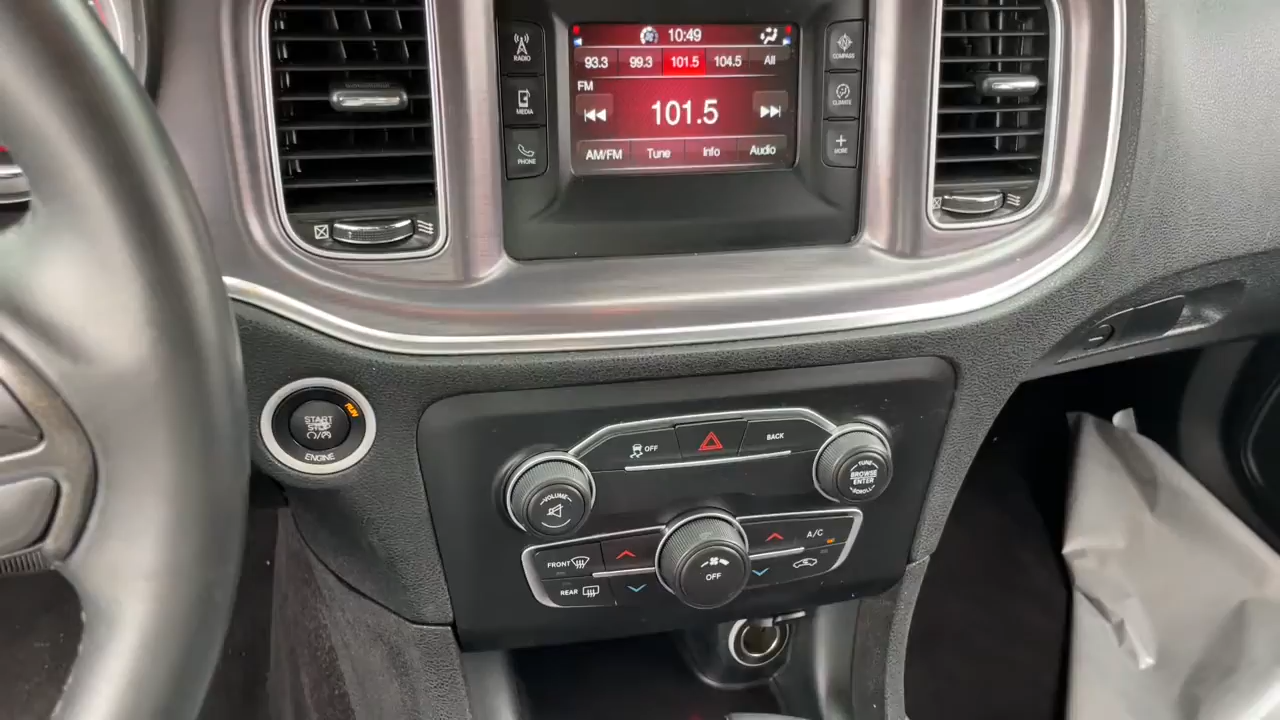 10:49
93.3 99.3 101.5 104.5 All
FM
101.5
AM/FM Tune Info Audio
RADIO
MEDIA
PHONE
COMPASS
CLIMATE
MORE
START
STOP
ENGINE
RUN
OFF
BACK
VOLUME
TUNE
BROWSE
ENTER
SCROLL
FRONT
REAR
OFF
A/C